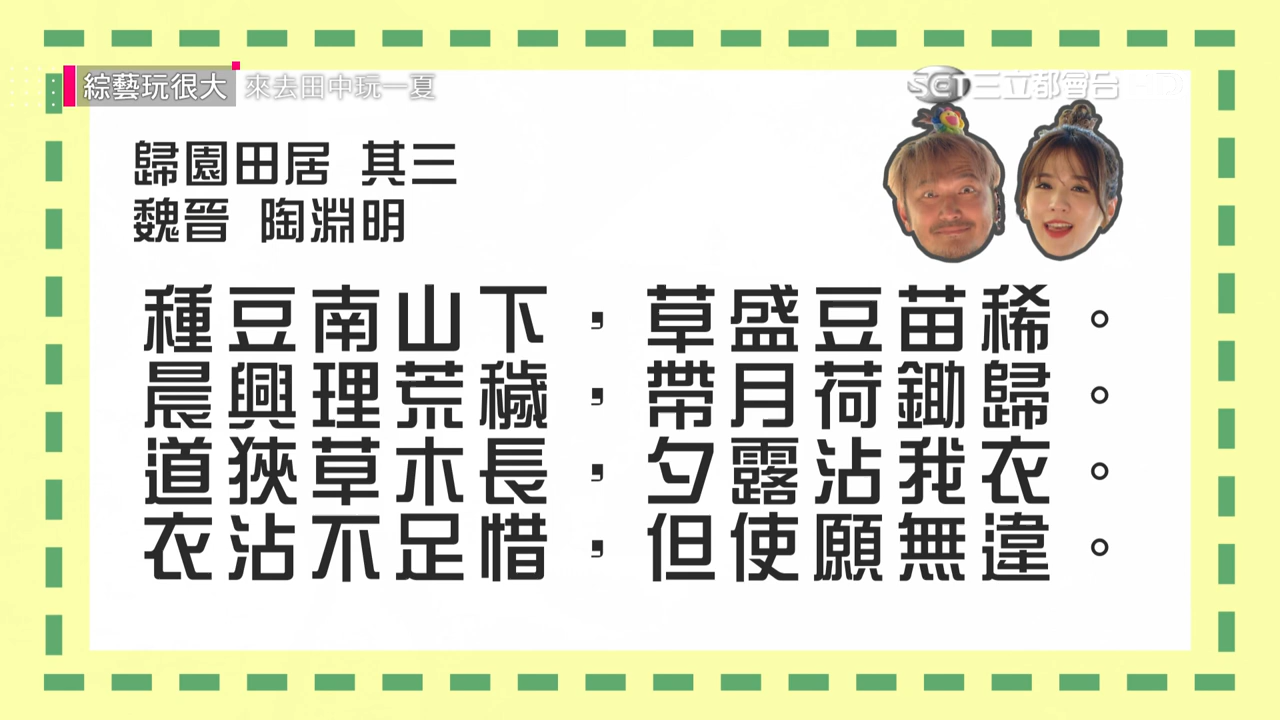 綜藝玩很大 來去田中玩一夏
SET三立都會台
歸園田居 其三
魏晉 陶淵明
種豆南山下，草盛豆苗稀。
晨興理荒穢，帶月荷鋤歸。
道狹草木長，夕露沾我衣。
衣沾不足惜，但使願無違。